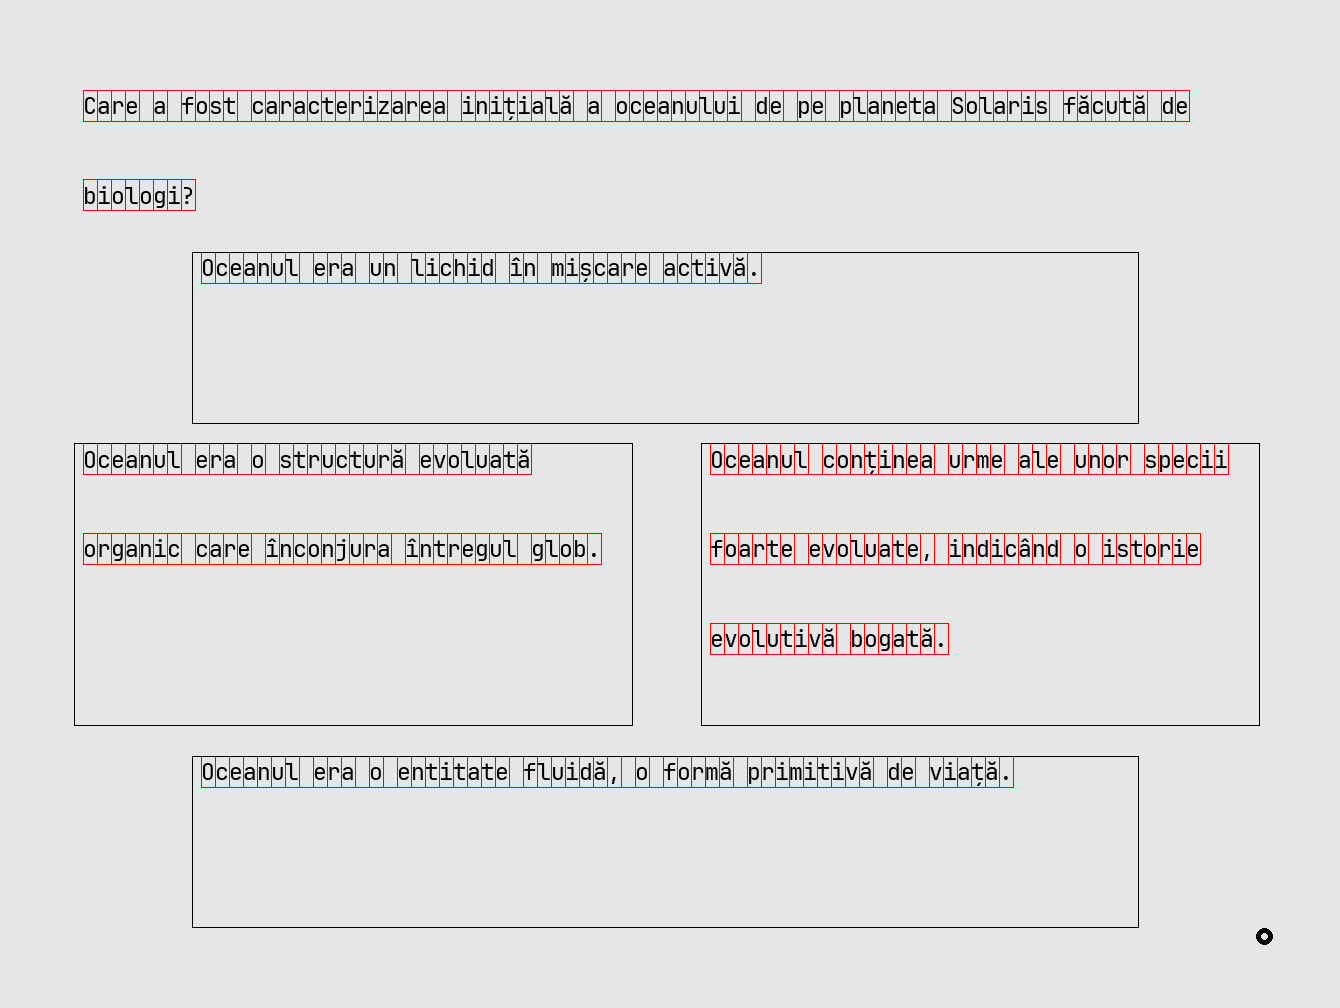 Care a fost caracterizarea inițială a oceanului de pe planeta Solaris făcută de
biologi?
Oceanul era un lichid în mișcare activă.
Oceanul era o structură evoluată
organic care înconjura întregul glob.
Oceanul conținea urme ale unor specii
foarte evoluate, indicând o istorie
evolutivă bogată.
Oceanul era o entitate fluidă, o formă primitivă de viață.